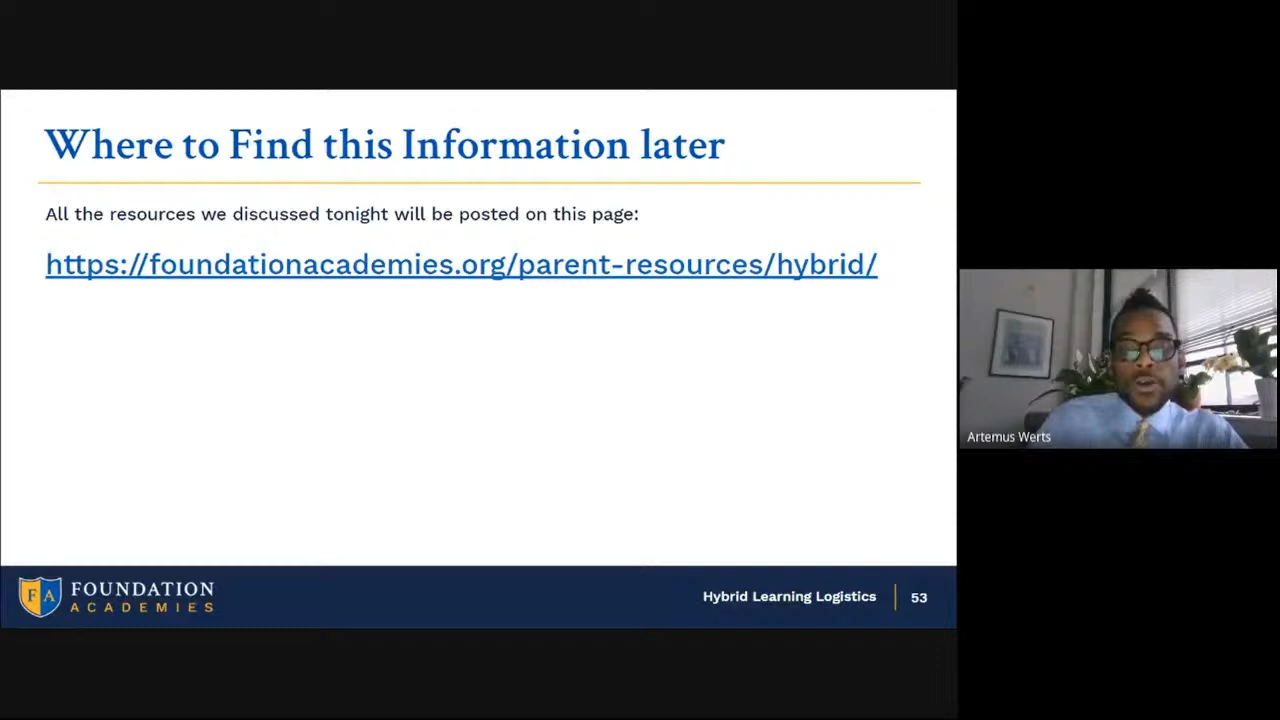 Where to Find this Information later
All the resources we discussed tonight will be posted on this page:
https://foundationacademies.org/parent-resources/hybrid/
Artemus Werts
FA
FOUNDATION
ACADEMIES
Hybrid Learning Logistics
53